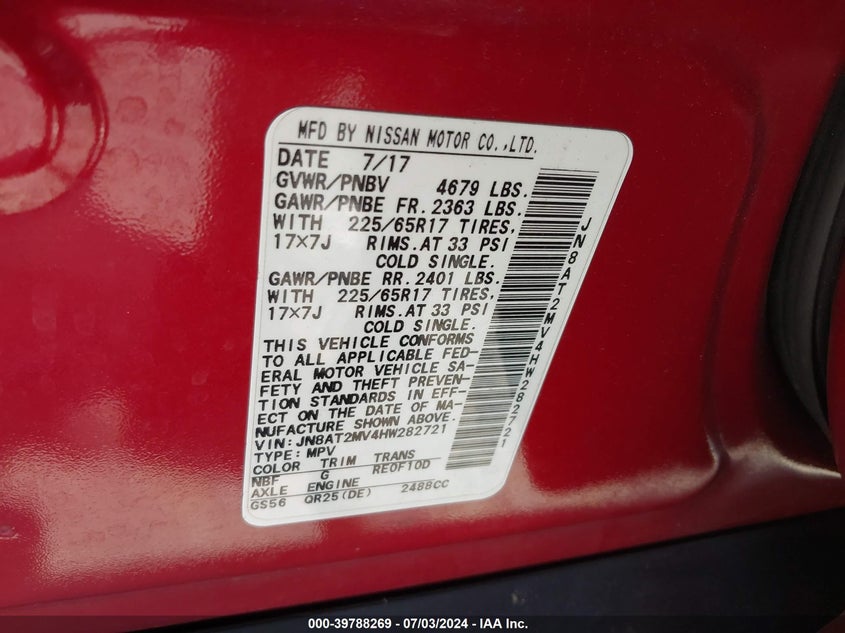 MFD BY NISSAN MOTOR CO.,LTD.
DATE 7/17
GVWR/PNBV 4679 LBS.
GAWR/PNBE FR. 2363 LBS.
WITH 225/65R17 TIRES,
17×7J RIMS.AT 33 PSI
COLD SINGLE.
GAWR/PNBE RR. 2401 LBS.
WITH 225/65R17 TIRES,
17×7J RIMS.AT 33 PSI
COLD SINGLE.
THIS VEHICLE CONFORMS
TO ALL APPLICABLE FED-
ERAL MOTOR VEHICLE SA-
FETY AND THEFT PREVEN-
TION STANDARDS IN EFF-
ECT ON THE DATE OF MA-
NUFACTURE SHOWN ABOVE.
VIN:JN8AT2MV4HW282721
TYPE:MPV
COLOR TRIM TRANS
NBF G RE0F10D
AXLE ENGINE
GS56 QR25(DE) 2488CC
JN8AT2MV4HW282721
000-39788269 - 07/03/2024 - IAA Inc.